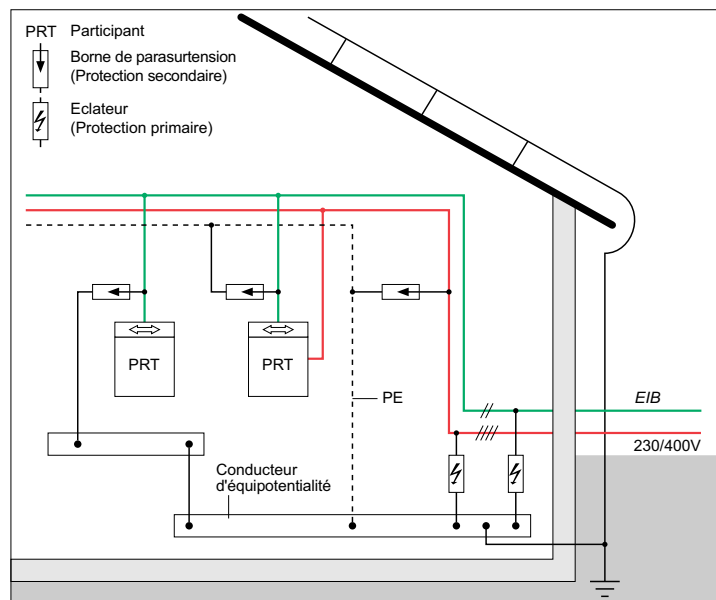 PRT Participant
Borne de parasurtension
(Protection secondaire)
Eclateur
(Protection primaire)
PRT
PRT
PE
EIB
230/400V
Conducteur
d'équipotentialité